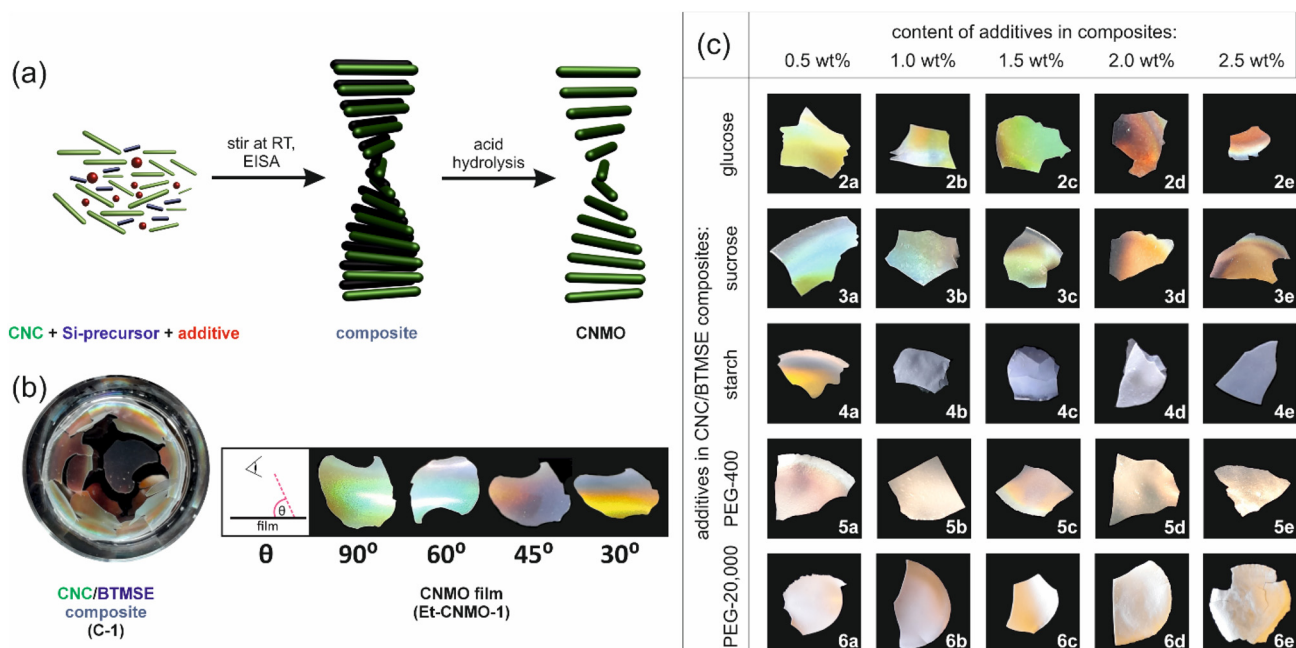 (a)
stir at RT,
EISA
acid
hydrolysis
CNC + Si-precursor + additive
composite
CNMO
(b)
CNC/BTMSE
composite
(C-1)
film
θ
θ
90⁰
60⁰
45⁰
30⁰
CNMO film
(Et-CNMO-1)
(c)
content of additives in composites:
0.5 wt%
1.0 wt%
1.5 wt%
2.0 wt%
2.5 wt%
additives in CNC/BTMSE composites:
glucose
2a
2b
2c
2d
2e
sucrose
3a
3b
3c
3d
3e
starch
4a
4b
4c
4d
4e
PEG-400
5a
5b
5c
5d
5e
PEG-20,000
6a
6b
6c
6d
6e